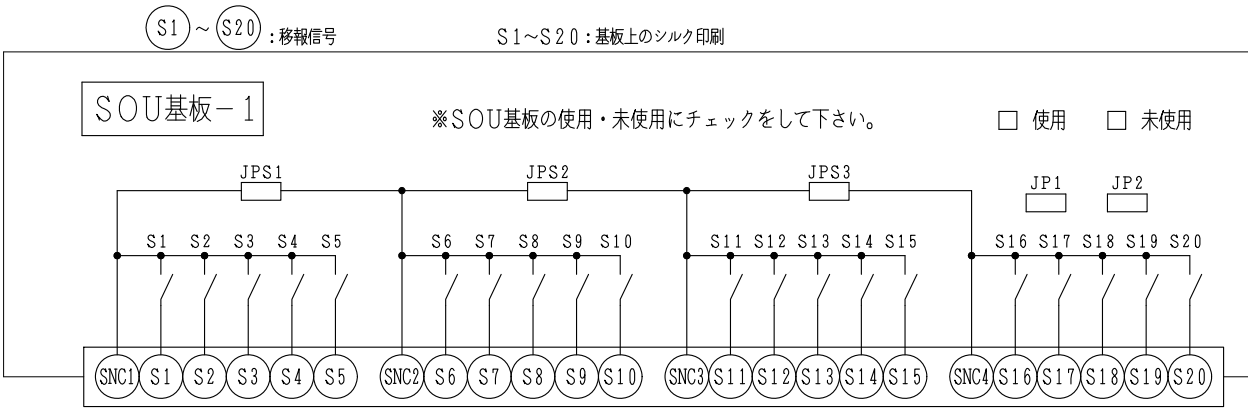 S1 ~ S20 : 移報信号
S1~S20 : 基板上のシルク印刷
SOU基板-1
※SOU基板の使用・未使用にチェックをして下さい。
□ 使用 □ 未使用
JPS1 JPS2 JPS3 JP1 JP2
S1 S2 S3 S4 S5 S6 S7 S8 S9 S10 S11 S12 S13 S14 S15 S16 S17 S18 S19 S20
SNC1 S1 S2 S3 S4 S5 SNC2 S6 S7 S8 S9 S10 SNC3 S11 S12 S13 S14 S15 SNC4 S16 S17 S18 S19 S20